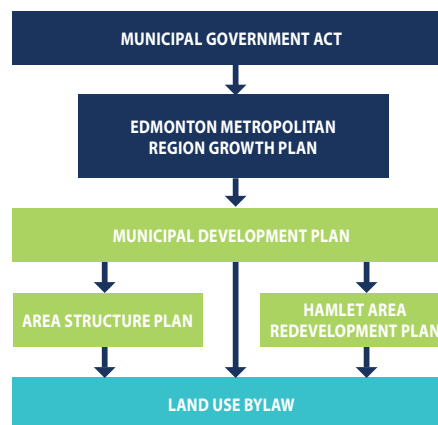 MUNICIPAL GOVERNMENT ACT
EDMONTON METROPOLITAN
REGION GROWTH PLAN
MUNICIPAL DEVELOPMENT PLAN
AREA STRUCTURE PLAN
HAMLET AREA
REDEVELOPMENT PLAN
LAND USE BYLAW